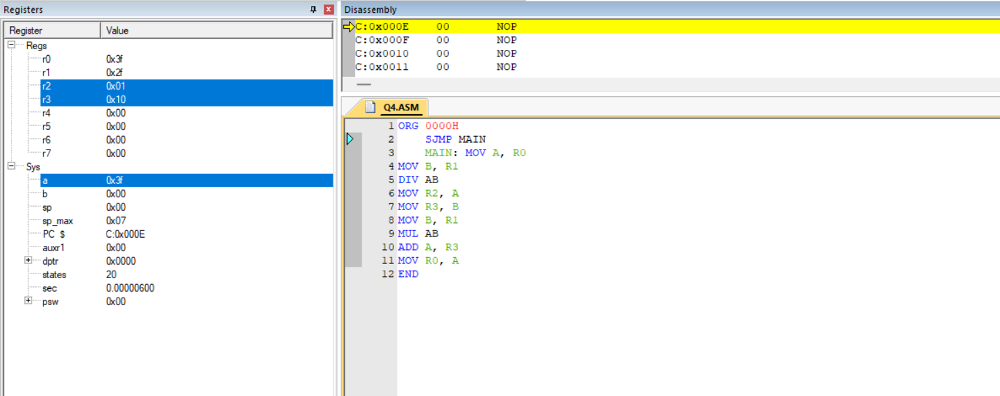 Registers
Register Value
Regs
r0 0x3f
r1 0x2f
r2 0x01
r3 0x10
r4 0x00
r5 0x00
r6 0x00
r7 0x00
Sys
a 0x3f
b 0x00
sp 0x00
sp_max 0x07
PC $ C:0x000E
auxr1 0x00
dptr 0x0000
states 20
sec 0.00000600
psw 0x00
Disassembly
C:0x000E 00 NOP
C:0x000F 00 NOP
C:0x0010 00 NOP
C:0x0011 00 NOP
Q4.ASM
1 ORG 0000H
2 SJMP MAIN
3 MAIN: MOV A, R0
4 MOV B, R1
5 DIV AB
6 MOV R2, A
7 MOV R3, B
8 MOV B, R1
9 MUL AB
10 ADD A, R3
11 MOV R0, A
12 END